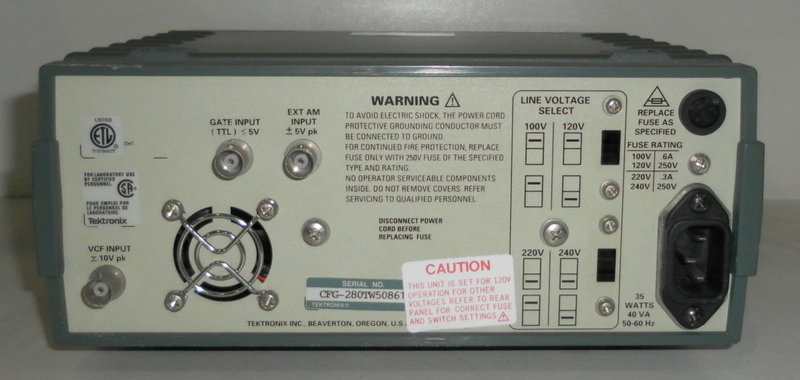 LISTED
ETL
FOR LABORATORY USE
BY CERTIFIED
PERSONNEL.
POUR EMPLOI PAR
LE PERSONNEL DE
LABORATOIRE.
Tektronix
VCF INPUT
± 10V pk
GATE INPUT
(TTL) ≤ 5V
EXT AM
INPUT
± 5V pk
WARNING
TO AVOID ELECTRIC SHOCK, THE POWER CORD
PROTECTIVE GROUNDING CONDUCTOR MUST
BE CONNECTED TO GROUND.
FOR CONTINUED FIRE PROTECTION, REPLACE
FUSE ONLY WITH 250V FUSE OF THE SPECIFIED
TYPE AND RATING.
NO OPERATOR SERVICEABLE COMPONENTS
INSIDE. DO NOT REMOVE COVERS. REFER
SERVICING TO QUALIFIED PERSONNEL.
DISCONNECT POWER
CORD BEFORE
REPLACING FUSE
SERIAL NO.
CFG-280TW50861
TEKTRONIX®
TEKTRONIX INC., BEAVERTON, OREGON, U.S.
CAUTION
THIS UNIT IS SET FOR 120V
OPERATION FOR OTHER
VOLTAGES REFER TO REAR
PANEL FOR CORRECT FUSE
AND SWITCH SETTINGS
LINE VOLTAGE
SELECT
100V 120V
220V 240V
REPLACE
FUSE AS
SPECIFIED
FUSE RATING
100V .6A
120V 250V
220V .3A
240V 250V
35
WATTS
40 VA
50-60 Hz